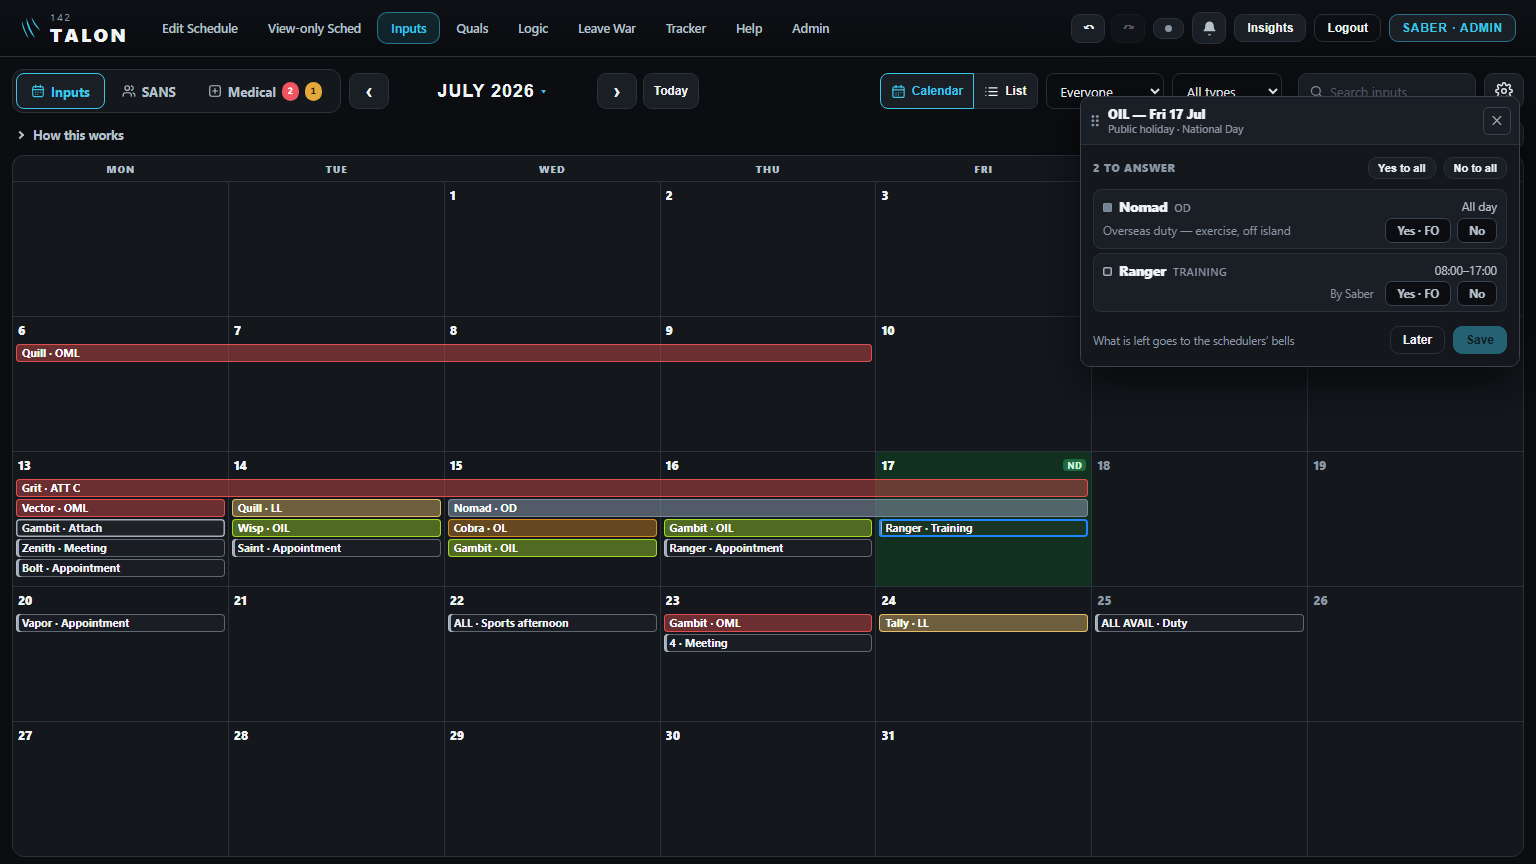 142
TALON
Edit Schedule
View-only Sched
Inputs
Quals
Logic
Leave War
Tracker
Help
Admin
Insights
Logout
SABER · ADMIN
Inputs
SANS
Medical 2 1
JULY 2026
Today
Calendar
List
Everyone
All types
Search inputs
How this works
OIL — Fri 17 Jul
Public holiday · National Day
2 TO ANSWER
Yes to all
No to all
Nomad OD
All day
Overseas duty — exercise, off island
Yes · FO
No
Ranger TRAINING
08:00–17:00
By Saber
Yes · FO
No
What is left goes to the schedulers' bells
Later
Save
MON
TUE
WED
THU
FRI
1
2
3
6
7
8
9
10
Quill · OML
13
14
15
16
17
ND
18
19
Grit · ATT C
Vector · OML
Quill · LL
Nomad · OD
Gambit · Attach
Wisp · OIL
Cobra · OL
Gambit · OIL
Ranger · Training
Zenith · Meeting
Saint · Appointment
Gambit · OIL
Ranger · Appointment
Bolt · Appointment
20
21
22
23
24
25
26
Vapor · Appointment
ALL · Sports afternoon
Gambit · OML
Tally · LL
ALL AVAIL · Duty
4 · Meeting
27
28
29
30
31